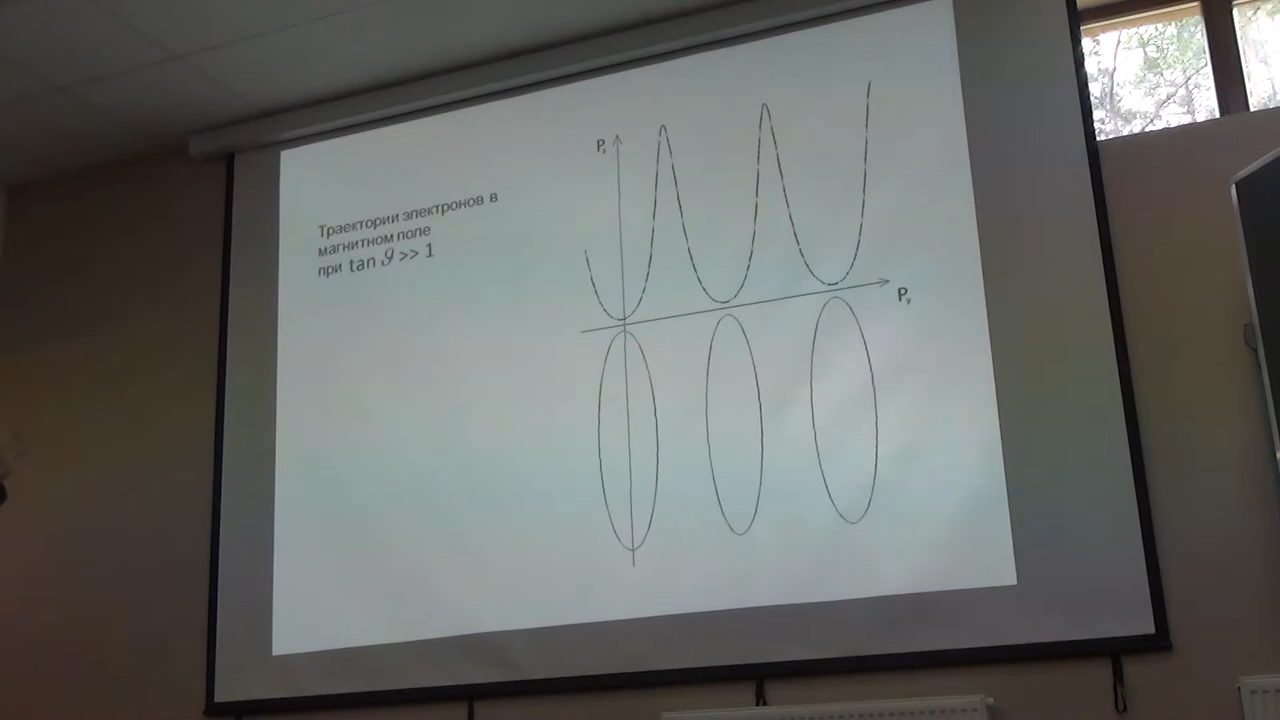 Траектории электронов в
магнитном поле
при tan 𝜗 >> 1
P
P